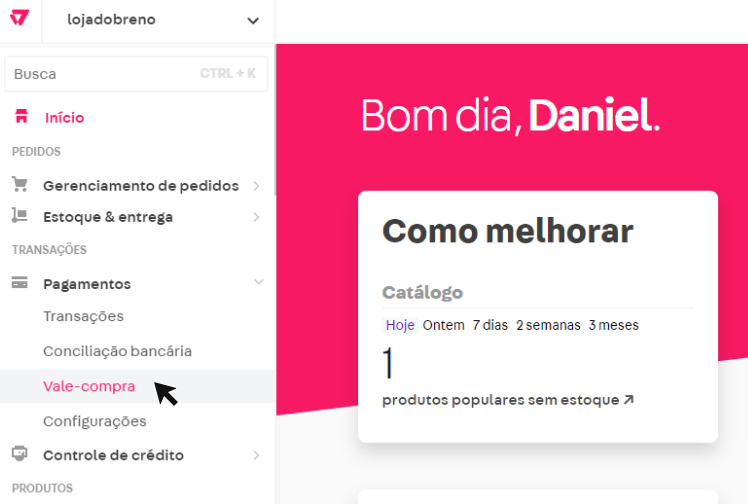 lojadobreno
Busca CTRL + K
Início
PEDIDOS
Gerenciamento de pedidos
Estoque & entrega
TRANSAÇÕES
Pagamentos
Transações
Conciliação bancária
Vale-compra
Configurações
Controle de crédito
PRODUTOS
Bom dia, Daniel.
Como melhorar
Catálogo
Hoje Ontem 7 dias 2 semanas 3 meses
1
produtos populares sem estoque